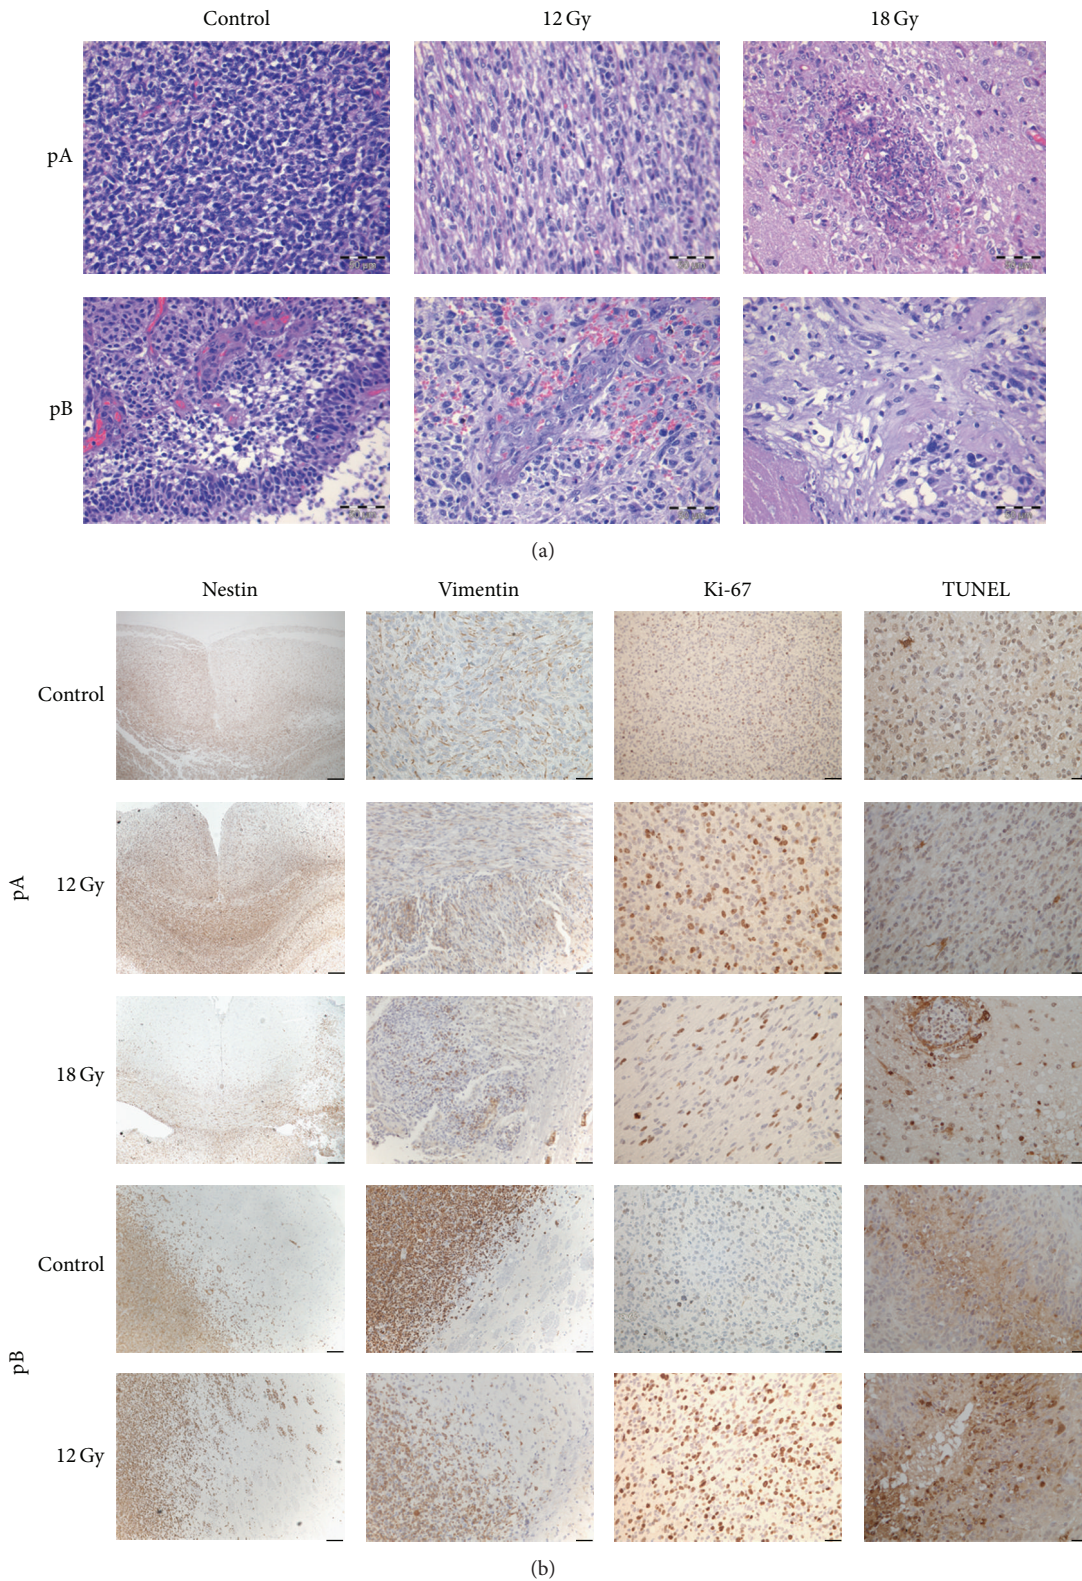 Control 12 Gy 18 Gy
pA
pB
(a)
Nestin Vimentin Ki-67 TUNEL
Control
pA
12 Gy
18 Gy
Control
pB
12 Gy
(b)